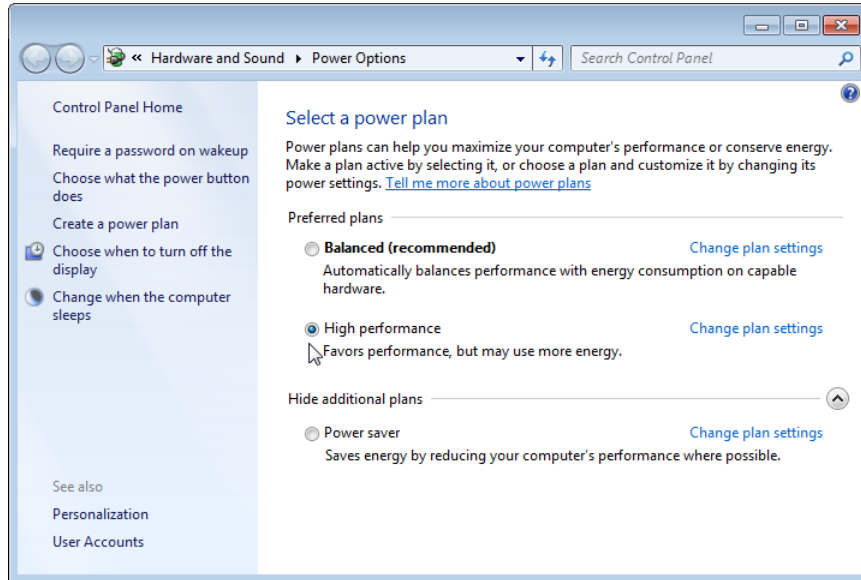 « Hardware and Sound ▸ Power Options
Search Control Panel
Control Panel Home
Require a password on wakeup
Choose what the power button
does
Create a power plan
Choose when to turn off the
display
Change when the computer
sleeps
See also
Personalization
User Accounts
Select a power plan
Power plans can help you maximize your computer's performance or conserve energy.
Make a plan active by selecting it, or choose a plan and customize it by changing its
power settings. Tell me more about power plans
Preferred plans
Balanced (recommended) Change plan settings
Automatically balances performance with energy consumption on capable
hardware.
High performance Change plan settings
Favors performance, but may use more energy.
Hide additional plans
Power saver Change plan settings
Saves energy by reducing your computer's performance where possible.